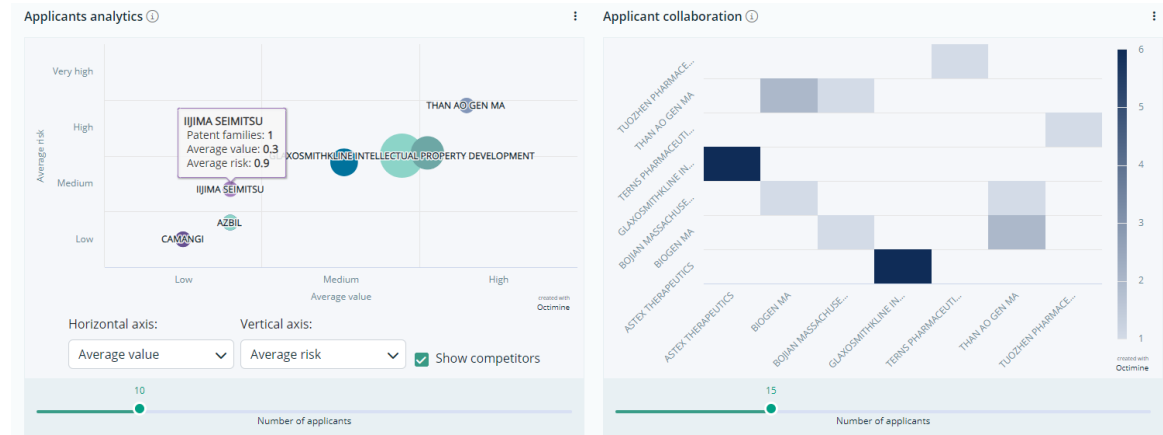 Applicants analytics
Applicant collaboration
Very high
High
Medium
Low
Average risk
THAN AO GEN MA
IIJIMA SEIMITSU
Patent families: 1
Average value: 0.3
Average risk: 0.9
XOSMITHKLINE INTELLECTUAL PROPERTY DEVELOPMENT
IIJIMA SEIMITSU
AZBIL
CAMANGI
Low
Medium
High
Average value
created with
Octimine
Horizontal axis:
Vertical axis:
Average value
Average risk
Show competitors
10
Number of applicants
TUOZHEN PHARMACE...
THAN AO GEN MA
TERNS PHARMACEUTI...
GLAXOSMITHKLINE IN...
BOJIAN MASSACHUSE...
BIOGEN MA
ASTEX THERAPEUTICS
ASTEX THERAPEUTICS
BIOGEN MA
BOJIAN MASSACHUSE...
GLAXOSMITHKLINE IN...
TERNS PHARMACEUTI...
THAN AO GEN MA
TUOZHEN PHARMACE...
6
5
4
3
2
1
created with
Octimine
15
Number of applicants